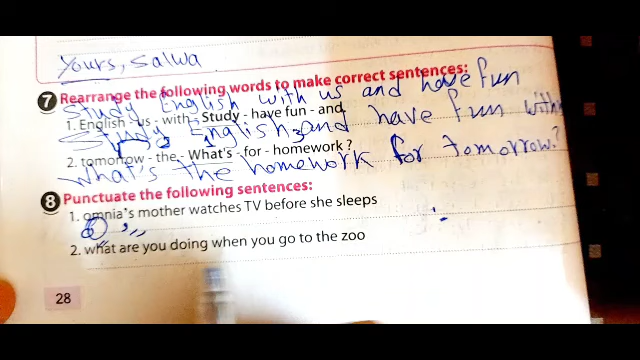 yours, Salwa
7 Rearrange the following words to make correct sentences:
Study English with us and have fun
1. English - us - with - Study - have fun - and
Study English and have fun with
2. tomorrow - the - What's - for - homework ?
What's the homework for tomorrow?
8 Punctuate the following sentences:
1. omnia's mother watches TV before she sleeps
2. what are you doing when you go to the zoo
28